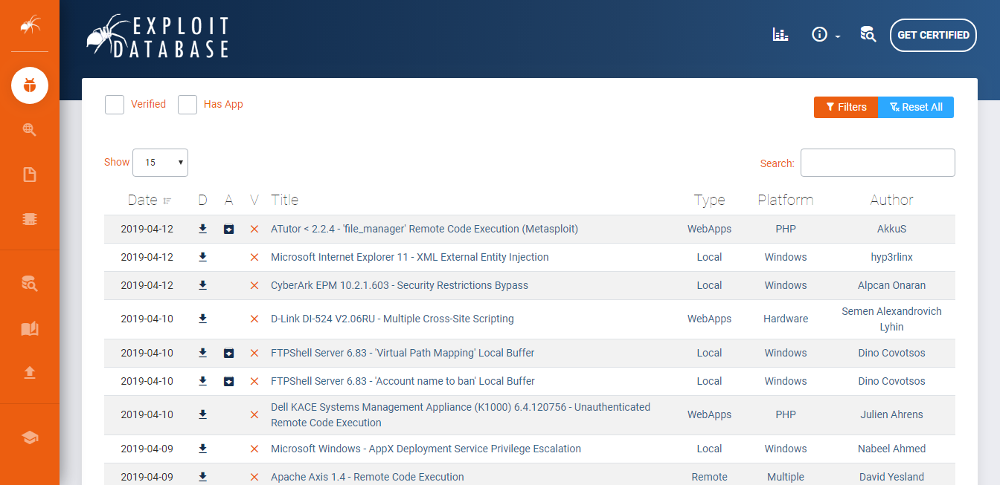 EXPLOIT
DATABASE
GET CERTIFIED
Verified Has App
Filters Reset All
Show 15 Search:
Date D A V Title Type Platform Author
2019-04-12 ATutor < 2.2.4 - 'file_manager' Remote Code Execution (Metasploit) WebApps PHP AkkuS
2019-04-12 Microsoft Internet Explorer 11 - XML External Entity Injection Local Windows hyp3rlinx
2019-04-12 CyberArk EPM 10.2.1.603 - Security Restrictions Bypass Local Windows Alpcan Onaran
2019-04-10 D-Link DI-524 V2.06RU - Multiple Cross-Site Scripting WebApps Hardware Semen Alexandrovich
Lyhin
2019-04-10 FTPShell Server 6.83 - 'Virtual Path Mapping' Local Buffer Local Windows Dino Covotsos
2019-04-10 FTPShell Server 6.83 - 'Account name to ban' Local Buffer Local Windows Dino Covotsos
2019-04-10 Dell KACE Systems Management Appliance (K1000) 6.4.120756 - Unauthenticated
Remote Code Execution WebApps PHP Julien Ahrens
2019-04-09 Microsoft Windows - AppX Deployment Service Privilege Escalation Local Windows Nabeel Ahmed
2019-04-09 Apache Axis 1.4 - Remote Code Execution Remote Multiple David Yesland